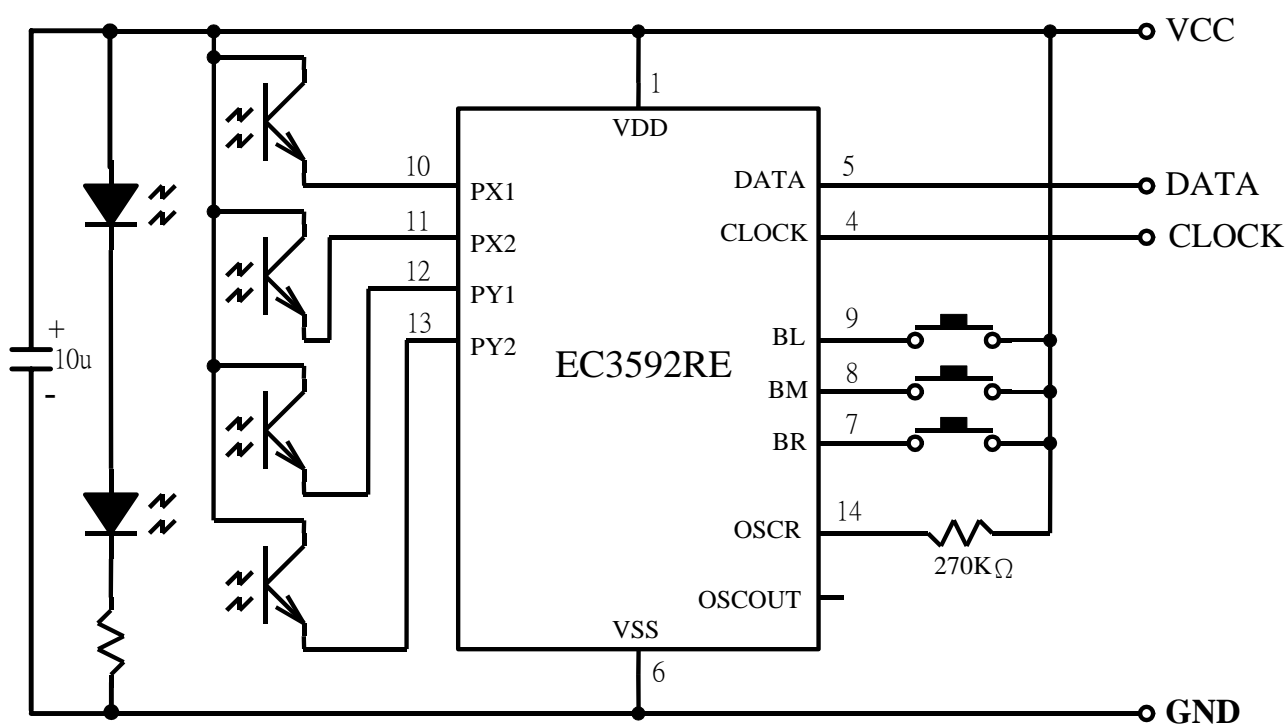 VCC
1
VDD
10
PX1
DATA
5
DATA
11
PX2
CLOCK
4
CLOCK
12
PY1
13
PY2
+
10u
-
EC3592RE
BL
9
BM
8
BR
7
OSCR
14
270KΩ
OSCOUT
VSS
6
GND